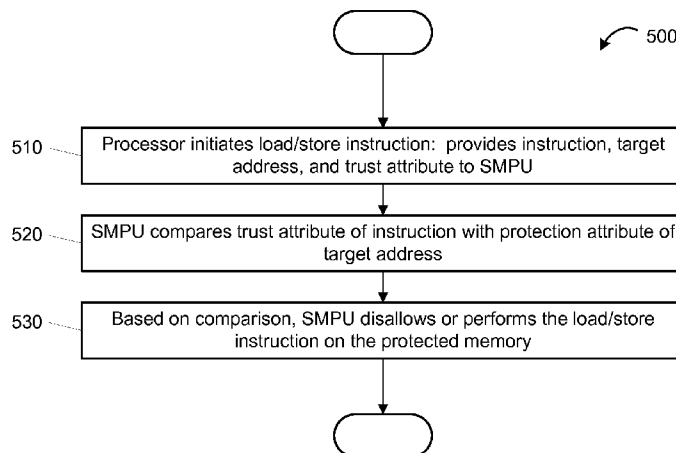 500
510
Processor initiates load/store instruction: provides instruction, target
address, and trust attribute to SMPU
520
SMPU compares trust attribute of instruction with protection attribute of
target address
530
Based on comparison, SMPU disallows or performs the load/store
instruction on the protected memory